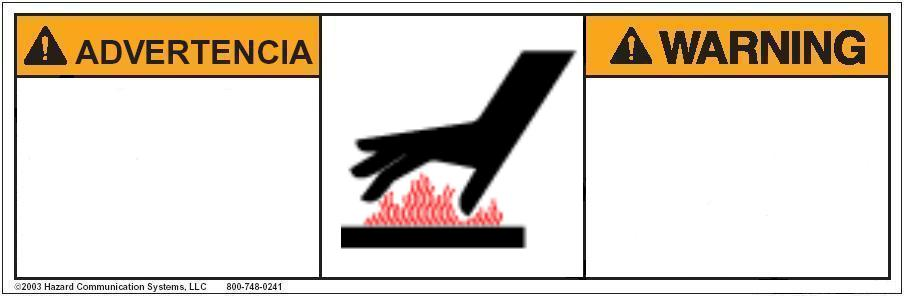 ADVERTENCIA
WARNING
©2003 Hazard Communication Systems, LLC 800-748-0241